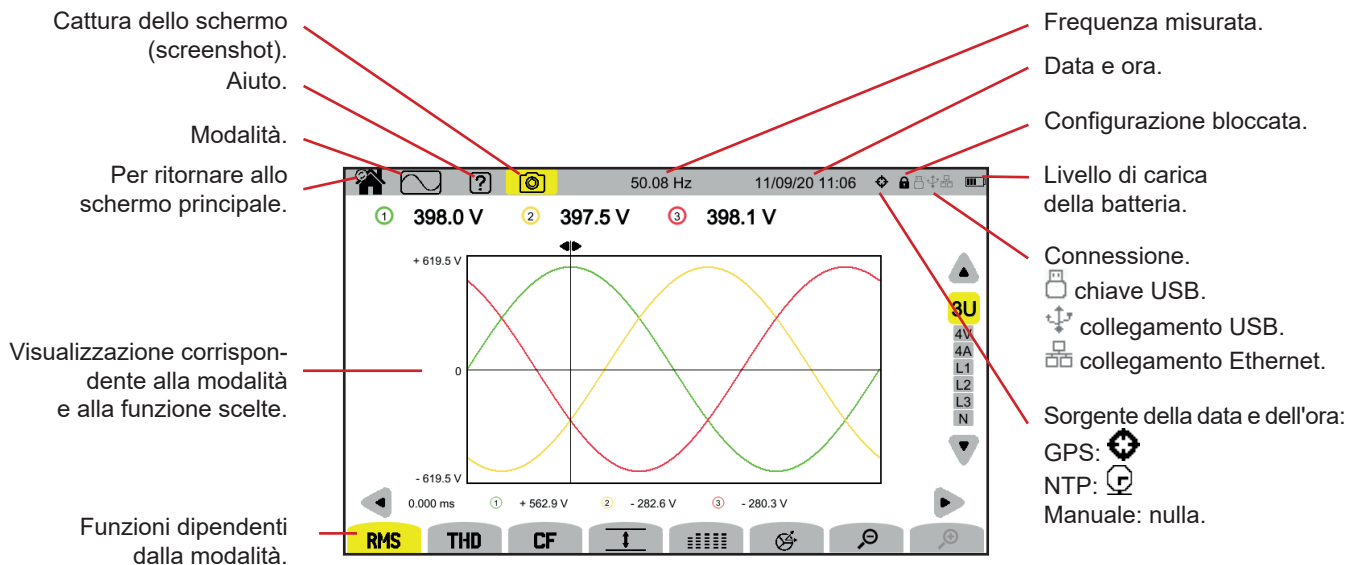 Cattura dello schermo
(screenshot).
Aiuto.
Modalità.
Per ritornare allo
schermo principale.
Visualizzazione corrispon-
dente alla modalità
e alla funzione scelte.
Funzioni dipendenti
dalla modalità.
?
50.08 Hz
11/09/20 11:06
1 398.0 V
2 397.5 V
3 398.1 V
+ 619.5 V
0
- 619.5 V
3U
4V
4A
L1
L2
L3
N
0.000 ms
1 + 562.9 V
2 - 282.6 V
3 - 280.3 V
RMS
THD
CF
Frequenza misurata.
Data e ora.
Configurazione bloccata.
Livello di carica
della batteria.
Connessione.
chiave USB.
collegamento USB.
collegamento Ethernet.
Sorgente della data e dell'ora:
GPS:
NTP:
Manuale: nulla.